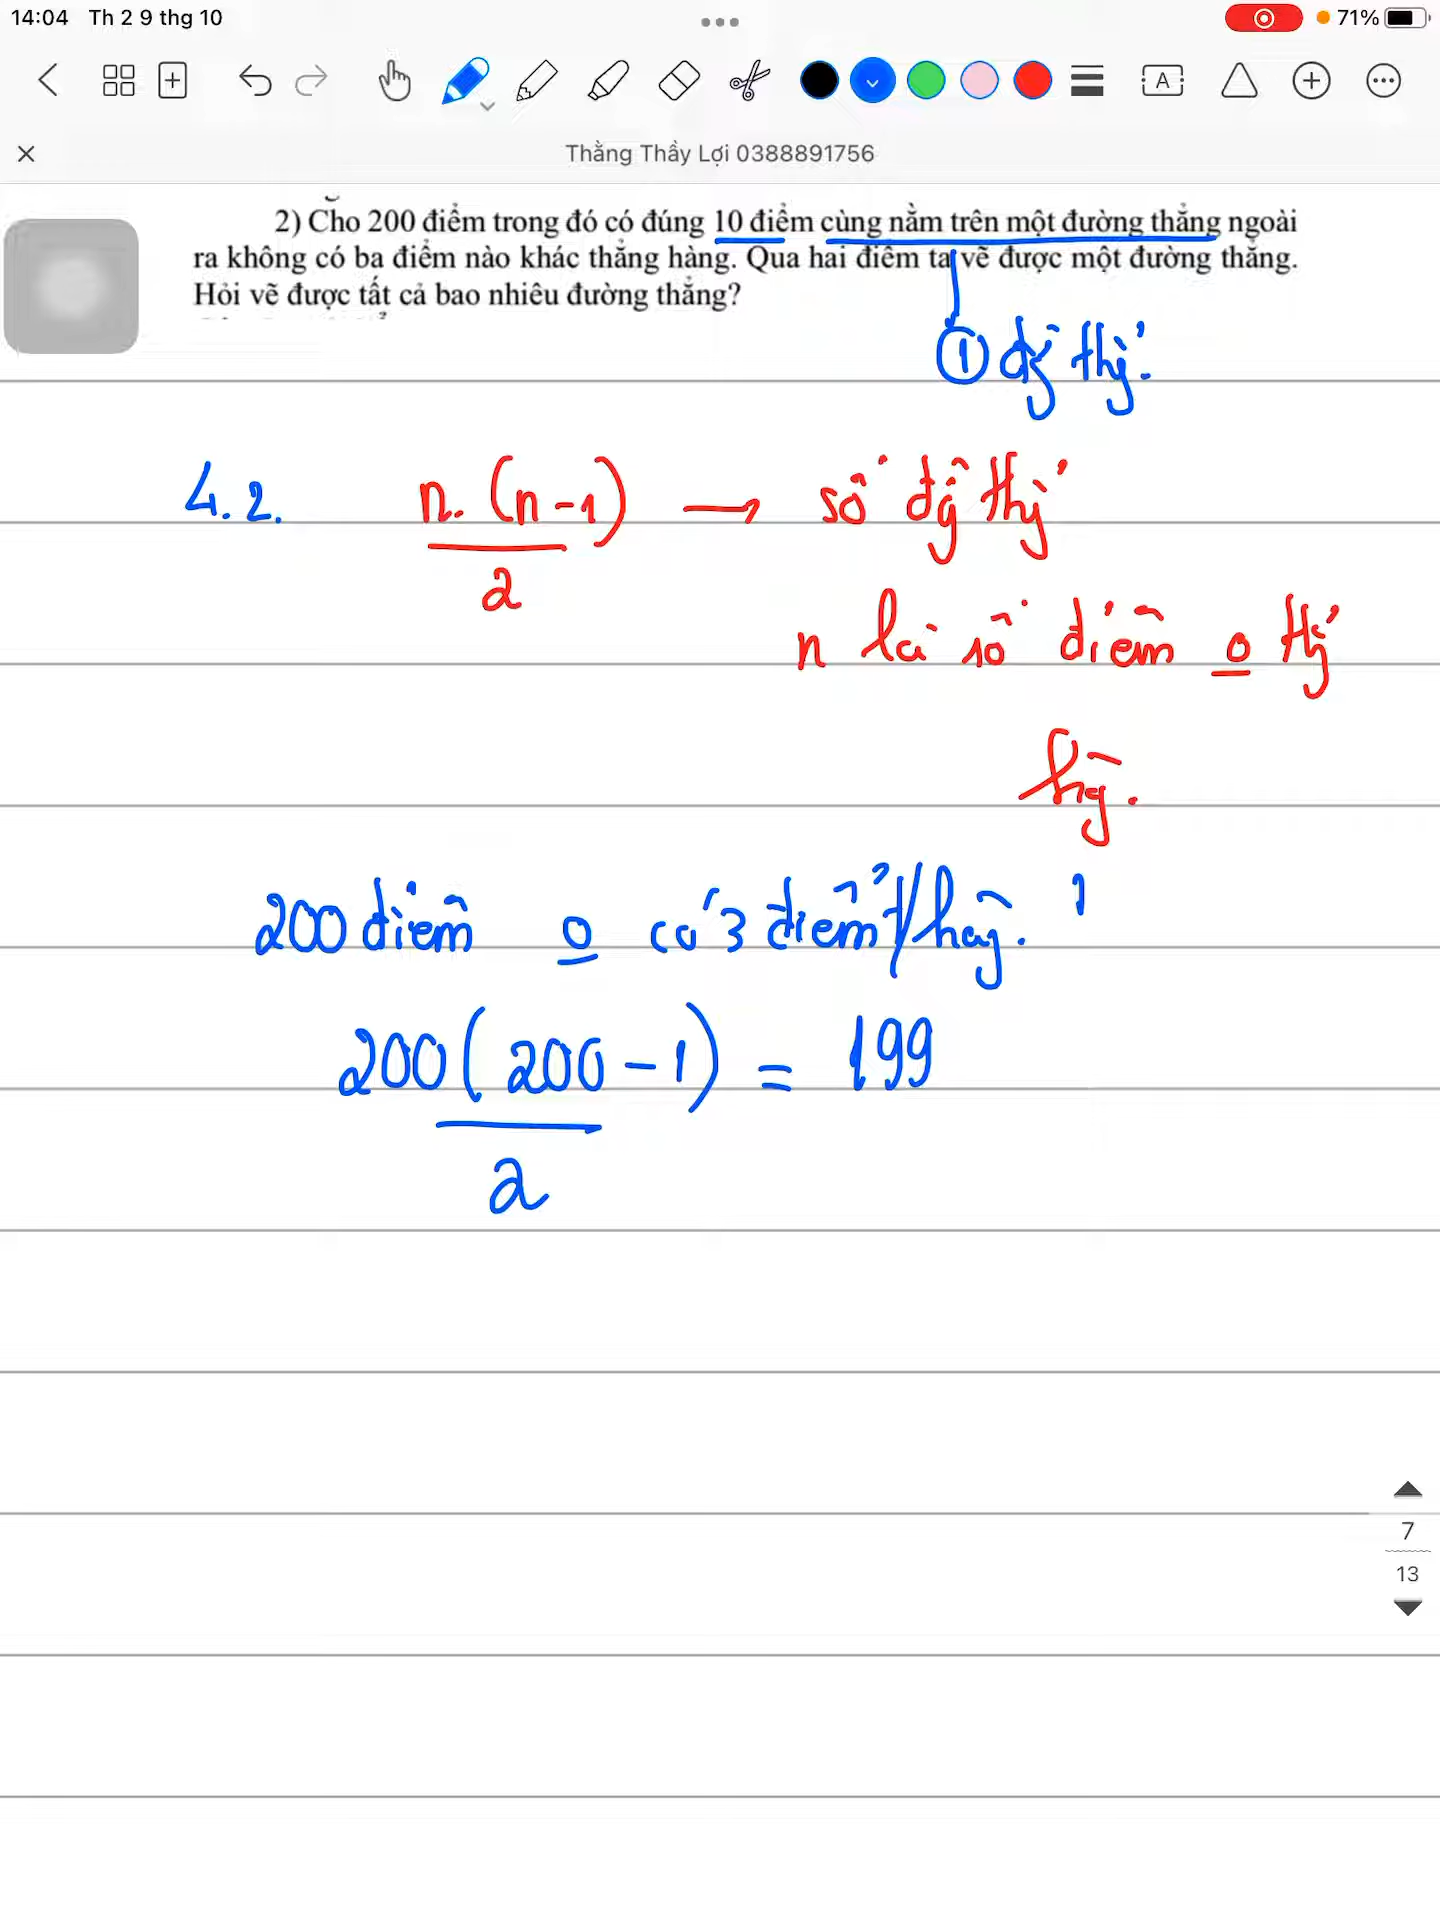 14:04 Th 2 9 thg 10 71%
A
Thắng Thầy Lợi 0388891756
2) Cho 200 điểm trong đó có đúng 10 điểm cùng nằm trên một đường thẳng ngoài
ra không có ba điểm nào khác thẳng hàng. Qua hai điểm ta vẽ được một đường thẳng.
Hỏi vẽ được tất cả bao nhiêu đường thẳng?
1 đg thg
4.2. n.(n-1) → số đg thg
2
n là số điểm o thg
hg.
200 điểm o có 3 điểm t/hàg.
200(200-1) = 199
2
7
13